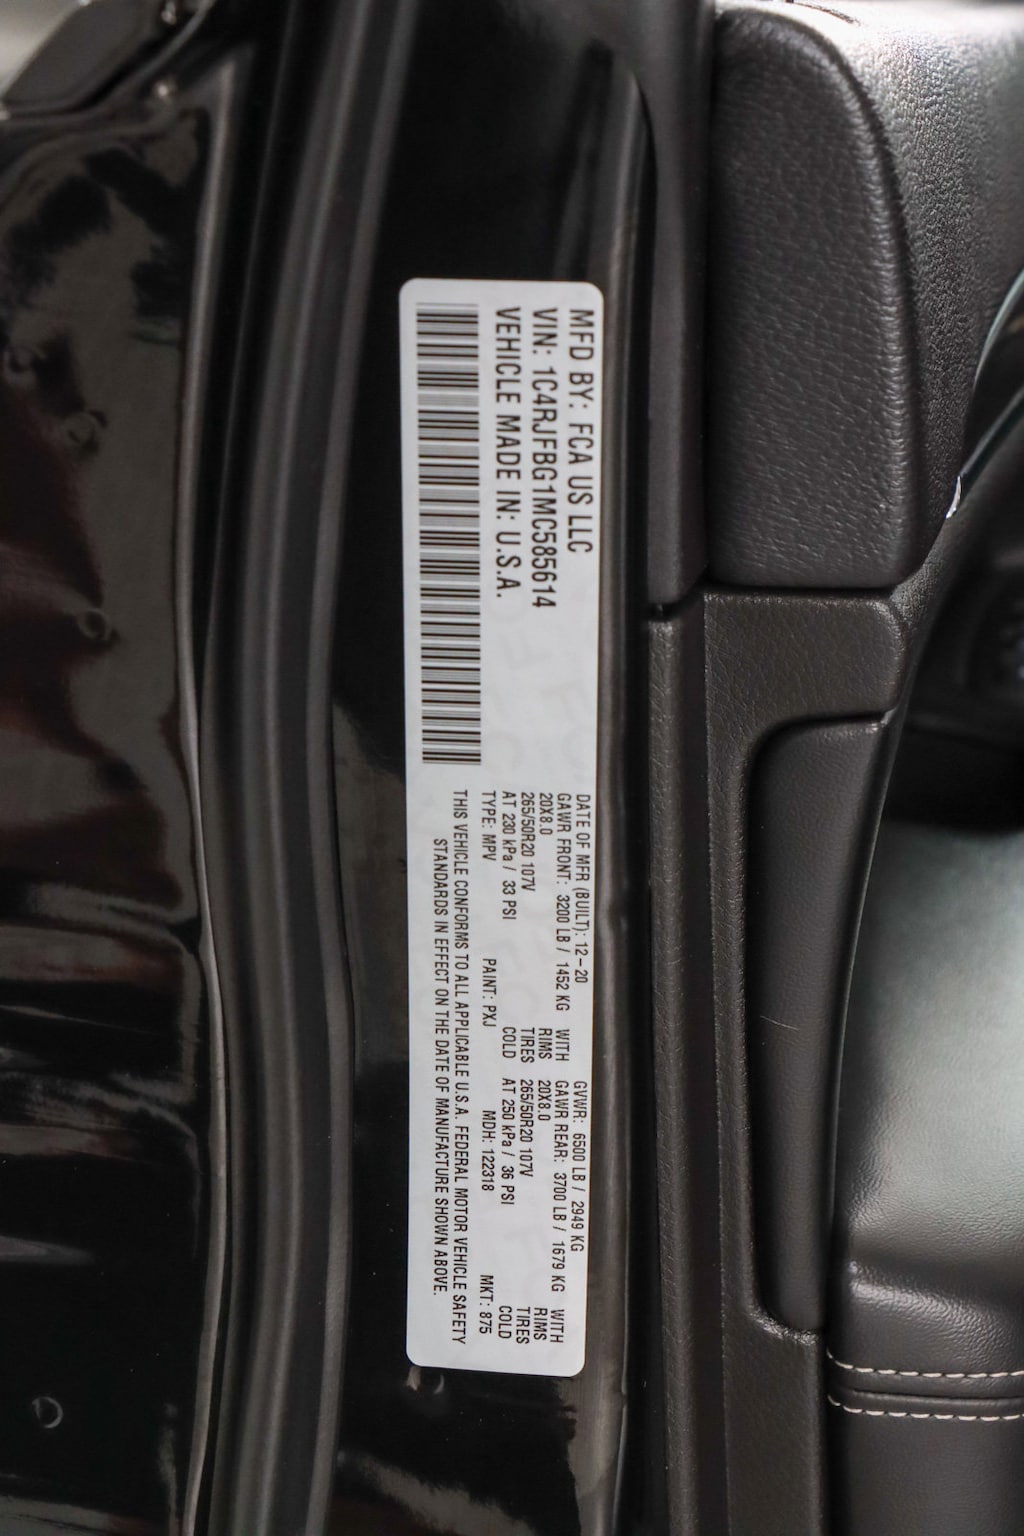 MFD BY: FCA US LLC
VIN: 1C4RJFBG1MC585614
VEHICLE MADE IN: U.S.A.
DATE OF MFR (BUILT): 12-20 GVWR: 6500 LB / 2949 KG
GAWR FRONT: 3200 LB / 1452 KG WITH GAWR REAR: 3700 LB / 1679 KG WITH
20X8.0 RIMS 20X8.0 RIMS
265/50R20 107V TIRES 265/50R20 107V TIRES
AT 230 kPa / 33 PSI COLD AT 250 kPa / 36 PSI COLD
TYPE: MPV PAINT: PXJ MDH: 122318 MKT: 875
THIS VEHICLE CONFORMS TO ALL APPLICABLE U.S.A. FEDERAL MOTOR VEHICLE SAFETY
STANDARDS IN EFFECT ON THE DATE OF MANUFACTURE SHOWN ABOVE.